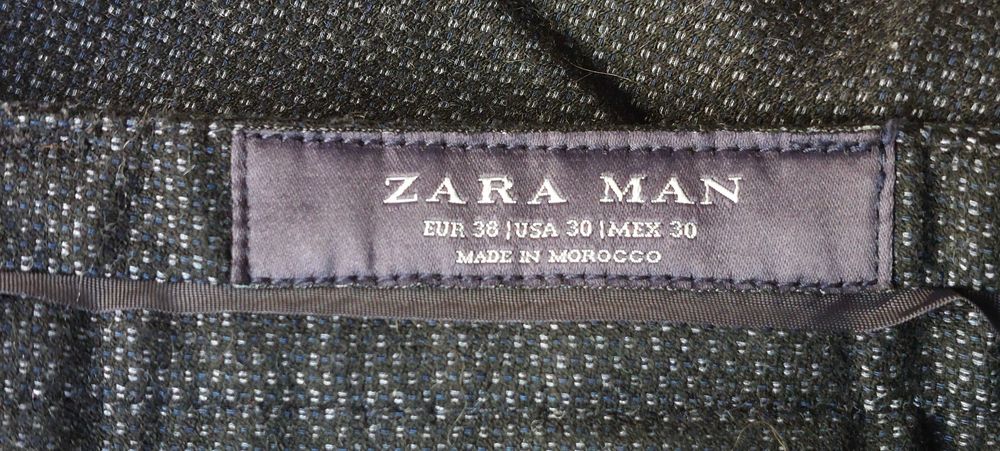 ZARA MAN
EUR 38 | USA 30 | MEX 30
MADE IN MOROCCO